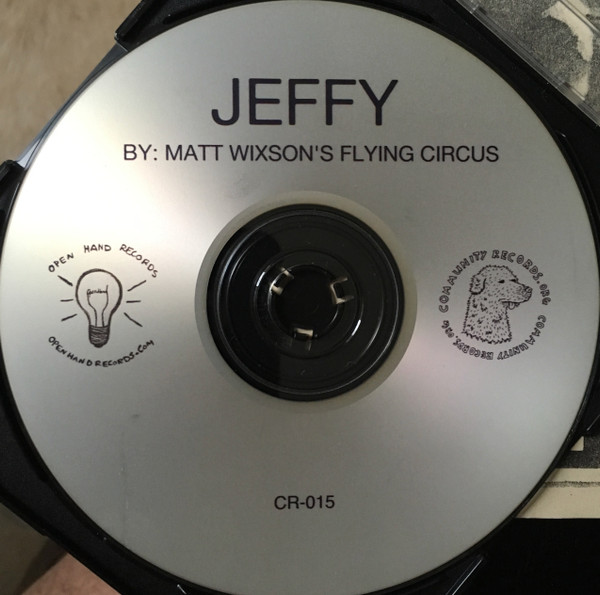 JEFFY
BY: MATT WIXSON'S FLYING CIRCUS
OPEN HAND RECORDS
OPENHANDRECORDS.COM
COMMUNITY RECORDS.ORG COMMUNITY RECORDS.ORG
CR-015